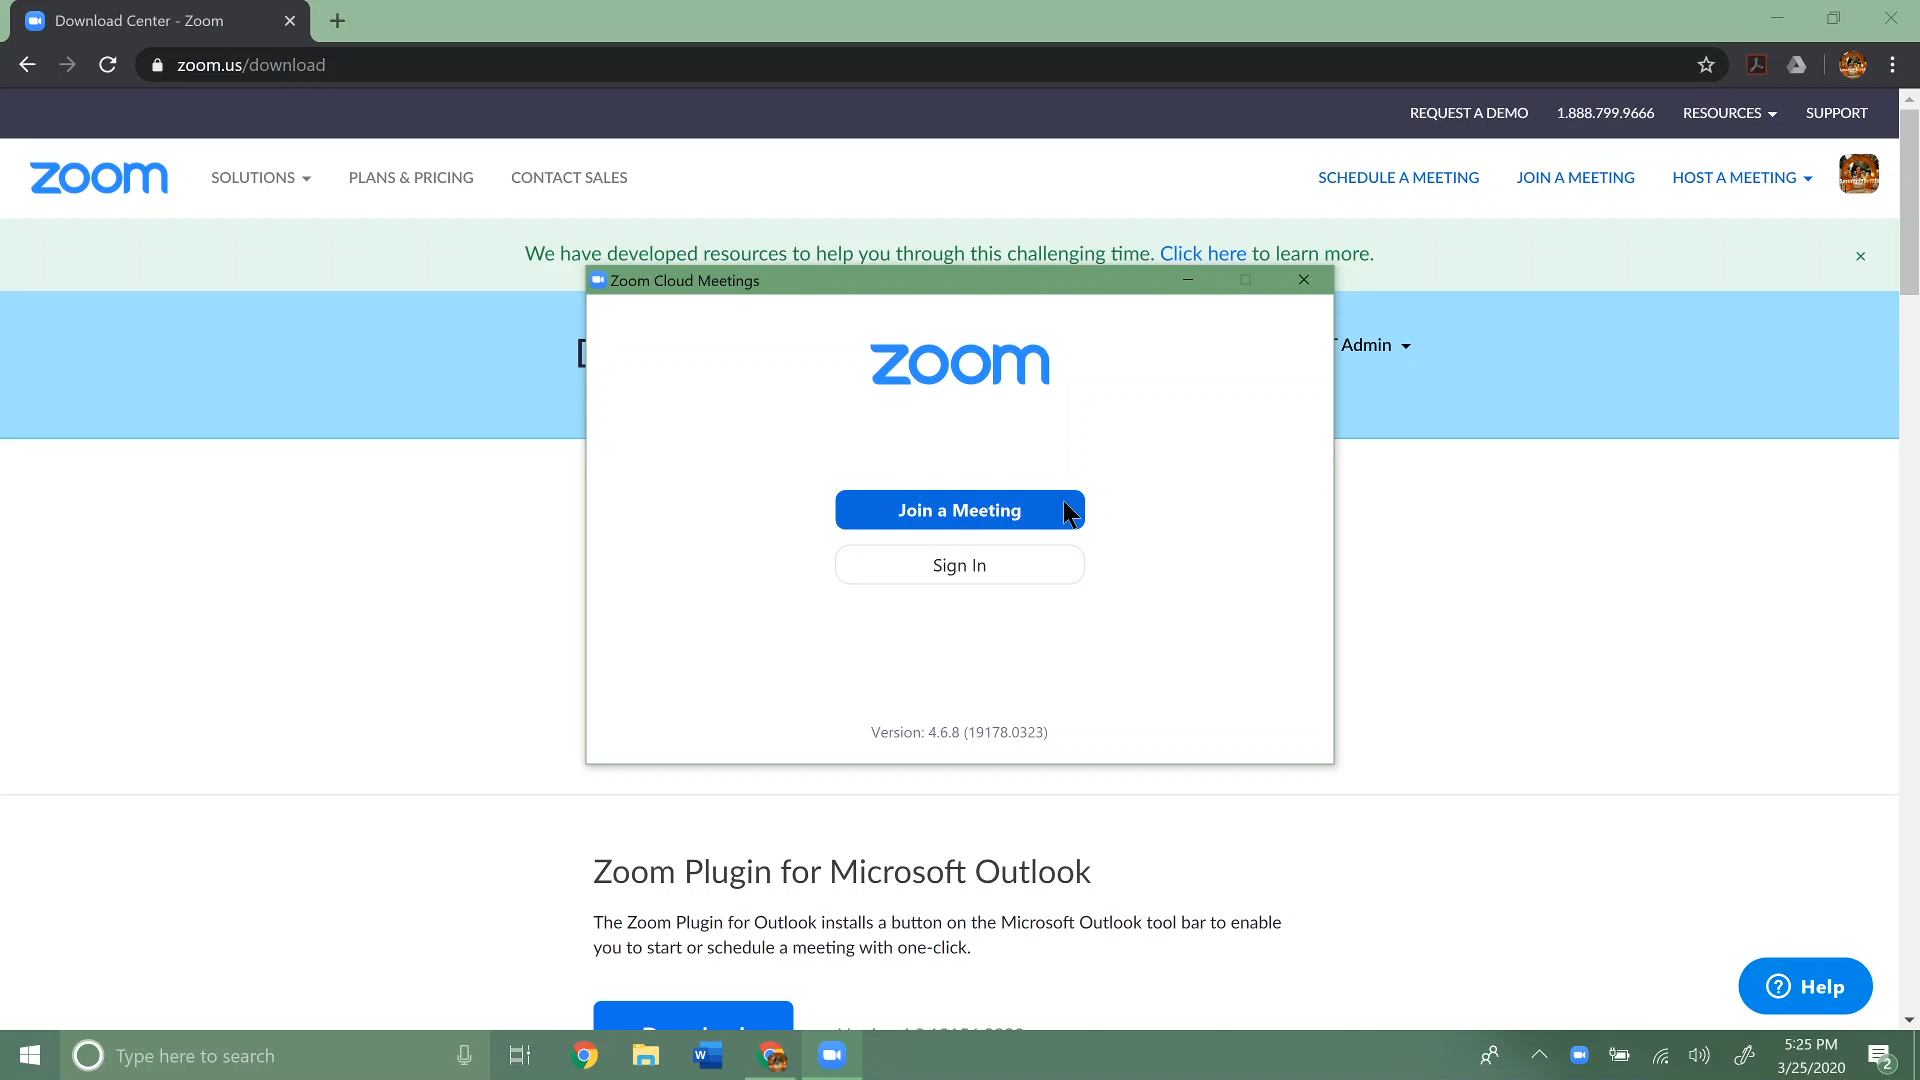 Download Center - Zoom
zoom.us/download
REQUEST A DEMO 1.888.799.9666 RESOURCES SUPPORT
zoom SOLUTIONS PLANS & PRICING CONTACT SALES SCHEDULE A MEETING JOIN A MEETING HOST A MEETING
We have developed resources to help you through this challenging time. Click here to learn more.
Zoom Cloud Meetings
Admin
zoom
Join a Meeting
Sign In
Version: 4.6.8 (19178.0323)
Zoom Plugin for Microsoft Outlook
The Zoom Plugin for Outlook installs a button on the Microsoft Outlook tool bar to enable
you to start or schedule a meeting with one-click.
Help
Type here to search
5:25 PM
3/25/2020
2